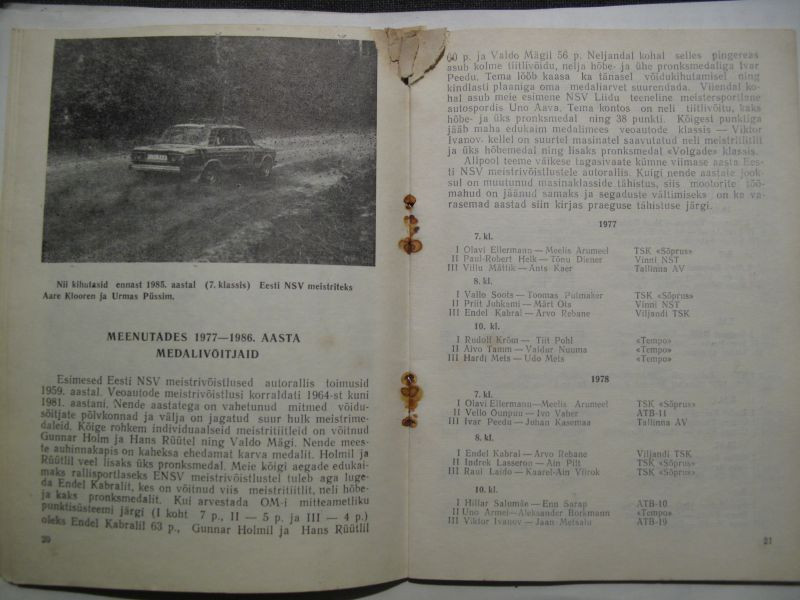 Nii kihutasid ennast 1985. aastal (7. klassis) Eesti NSV meistriteks
Aare Klooren ja Urmas Püssim.
MEENUTADES 1977—1986. AASTA
MEDALIVÕITJAID
Esimesed Eesti NSV meistrivõistlused autorallis toimusid
1959. aastal. Veoautode meistrivõistlusi korraldati 1964-st kuni
1981. aastani. Nende aastatega on vahetunud mitmed võidu-
sõitjate põlvkonnad ja välja on jagatud suur hulk meistrime-
daleid. Kõige rohkem individuaalseid meistritiitleid on võitnud
Gunnar Holm ja Hans Rüütel ning Valdo Mägi. Nende mees-
te auhinnakapis on kaheksa ehedamat karva medalit. Holmil ja
Rüütlil veel lisaks üks pronksmedal. Meie kõigi aegade edukai-
maks rallisportlaseks ENSV meistrivõistlustel tuleb aga luge-
da Endel Kabralit, kes on võitnud viis meistritiitlit, neli hõbe-
ja kaks pronksmedalit. Kui arvestada OM-i mitteametliku
punktisüsteemi järgi (I koht 7 p., II — 5 p. ja III — 4 p.)
oleks Endel Kabralil 63 p., Gunnar Holmil ja Hans Rüütlil
20
60 p. ja Valdo Mägil 56 p. Neljandal kohal selles pingereas
asub kolme tiitlivõidu, nelja hõbe- ja ühe pronksmedaliga Ivar
Peedu. Tema lööb kaasa ka tänasel võidukihutamisel ning
kindlasti plaaniga oma medaliarvet suurendada. Viiendal ko-
hal asub meie esimene NSV Liidu teeneline meistersportlane
autospordis Uno Aava. Tema kontos on neli tiitlivõitu, kaks
hõbe- ja üks pronksmedal ning 38 punkti. Kõigesi punktiga
jääb maha edukaim medalimees veoautode klassis — Viktor
Ivanov, kellel on suurtel masinatel saavutatud neli meistritiitlit
ja üks hõbemedal ning lisaks pronksmedal «Volgade» klassis.
Allpool teeme väikese tagasivaate kümne viimase aasta Ees-
ti NSV meistrivõistlustele autorallis. Kuigi nende aastate jook-
sul on muutunud masinaklasside tähistus, siis mootorite töö-
mahud on jäänud samaks ja segaduste vältimiseks on ka va-
rasemad aastad siin kirjas praeguse tähistuse järgi.
1977
7. kl.
I Olavi Ellermann — Meelis Arumeel TSK «Sõprus»
II Paul-Robert Helk — Tõnu Diener Vinni NST
III Villu Mättik — Ants Kaer Tallinna AV
8. kl.
I Vallo Soots — Toomas Putmaker TSK «Sõprus»
II Priit Juhkami — Märt Ots Vinni NST
III Endel Kabral — Arvo Rebane Viljandi TSK
10. kl.
I Rudolf Krõm — Tiit Pohl «Tempo»
II Aivo Tamm — Valdur Nuuma «Tempo»
III Hardi Mets — Udo Mets «Tempo»
1978
7. kl.
I Olavi Ellermann — Meelis Arumeel TSK «Sõprus»
II Vello Õunpuu — Ivo Vaher ATB-11
III Ivar Peedu — Johan Kasemaa Tallinna AV
8. kl.
I Endel Kabral — Arvo Rebane Viljandi TSK
II Indrek Lasseron — Ain Pilt TSK «Sõprus»
III Raul Laido — Kaarel-Ain Viirok TSK «Sõprus»
10. kl.
I Hillar Salumäe — Enn Sarap ATB-10
II Uno Armei — Aleksander Borkmann «Tempo»
III Viktor Ivanov — Jaan Metsalu ATB-19
21